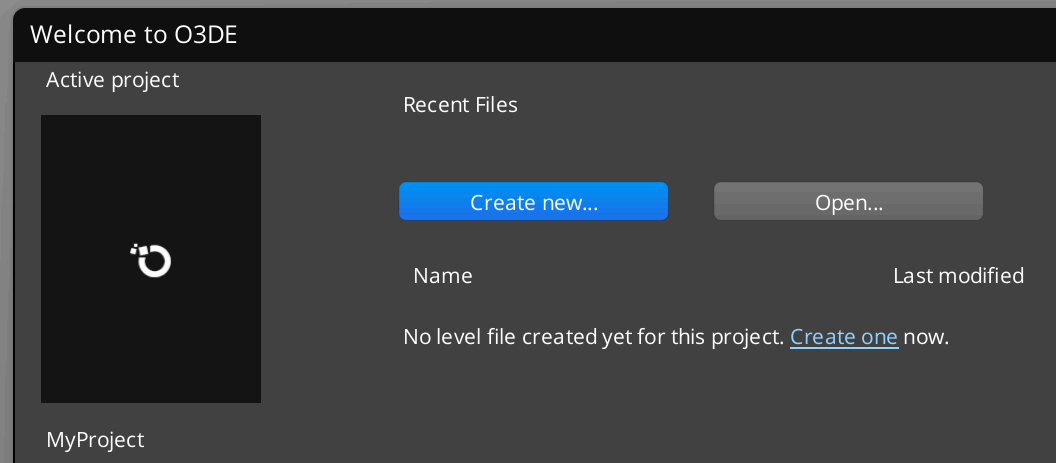 Welcome to O3DE
Active project
Recent Files
Create new... Open...
Name Last modified
No level file created yet for this project. Create one now.
MyProject